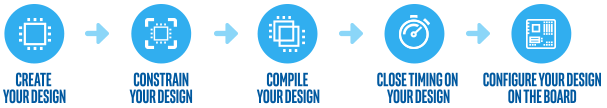 CREATE
YOUR DESIGN
CONSTRAIN
YOUR DESIGN
COMPILE
YOUR DESIGN
CLOSE TIMING ON
YOUR DESIGN
CONFIGURE YOUR DESIGN
ON THE BOARD